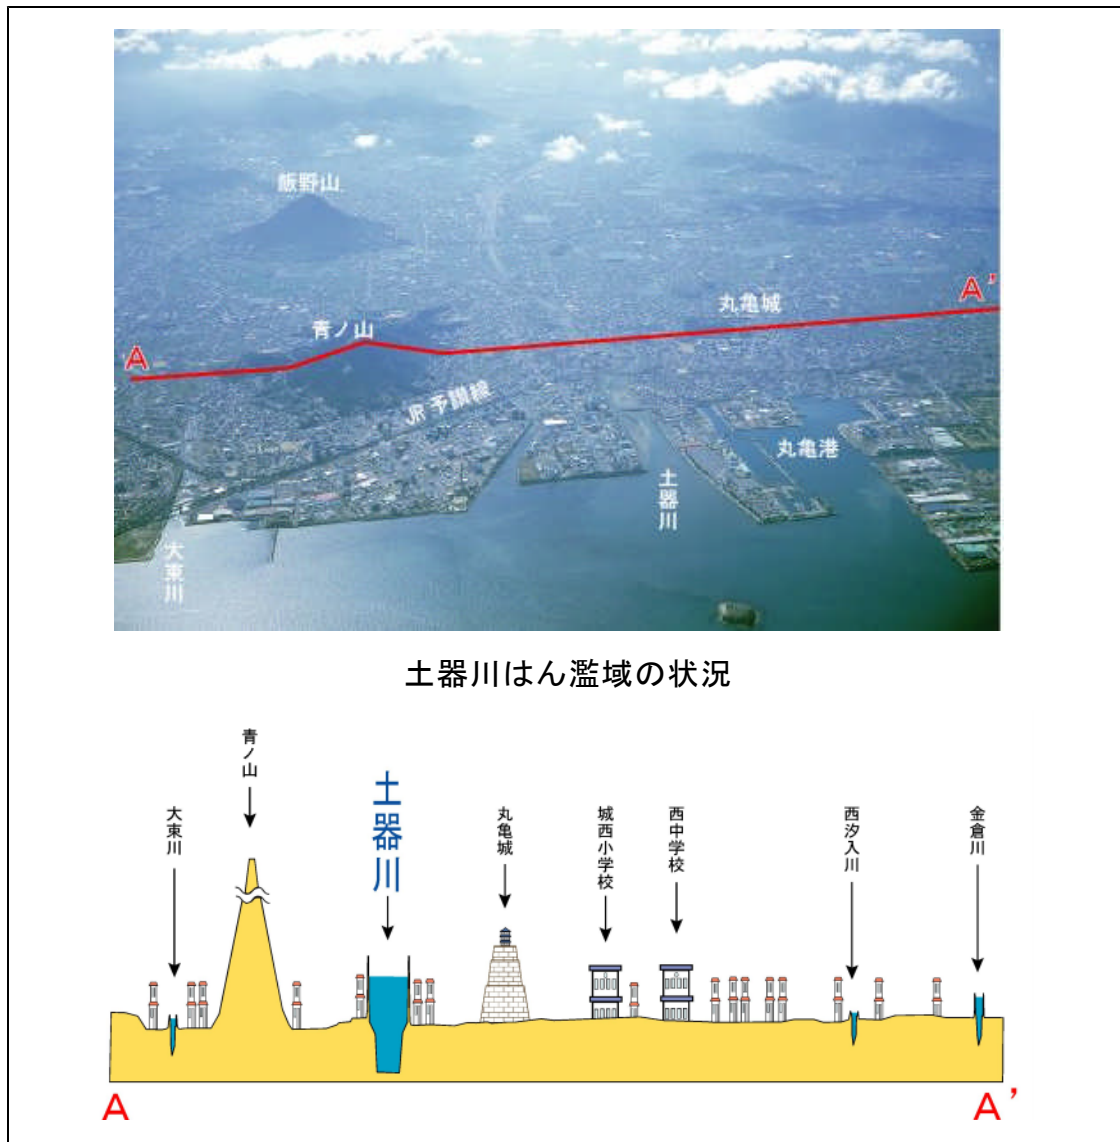 飯野山
A'
丸亀城
青ノ山
A
JR予讃線
丸亀港
土器川
大束川
土器川はん濫域の状況
青ノ山
土器川
大束川
丸亀城
城西小学校
西中学校
西汐入川
金倉川
A
A'